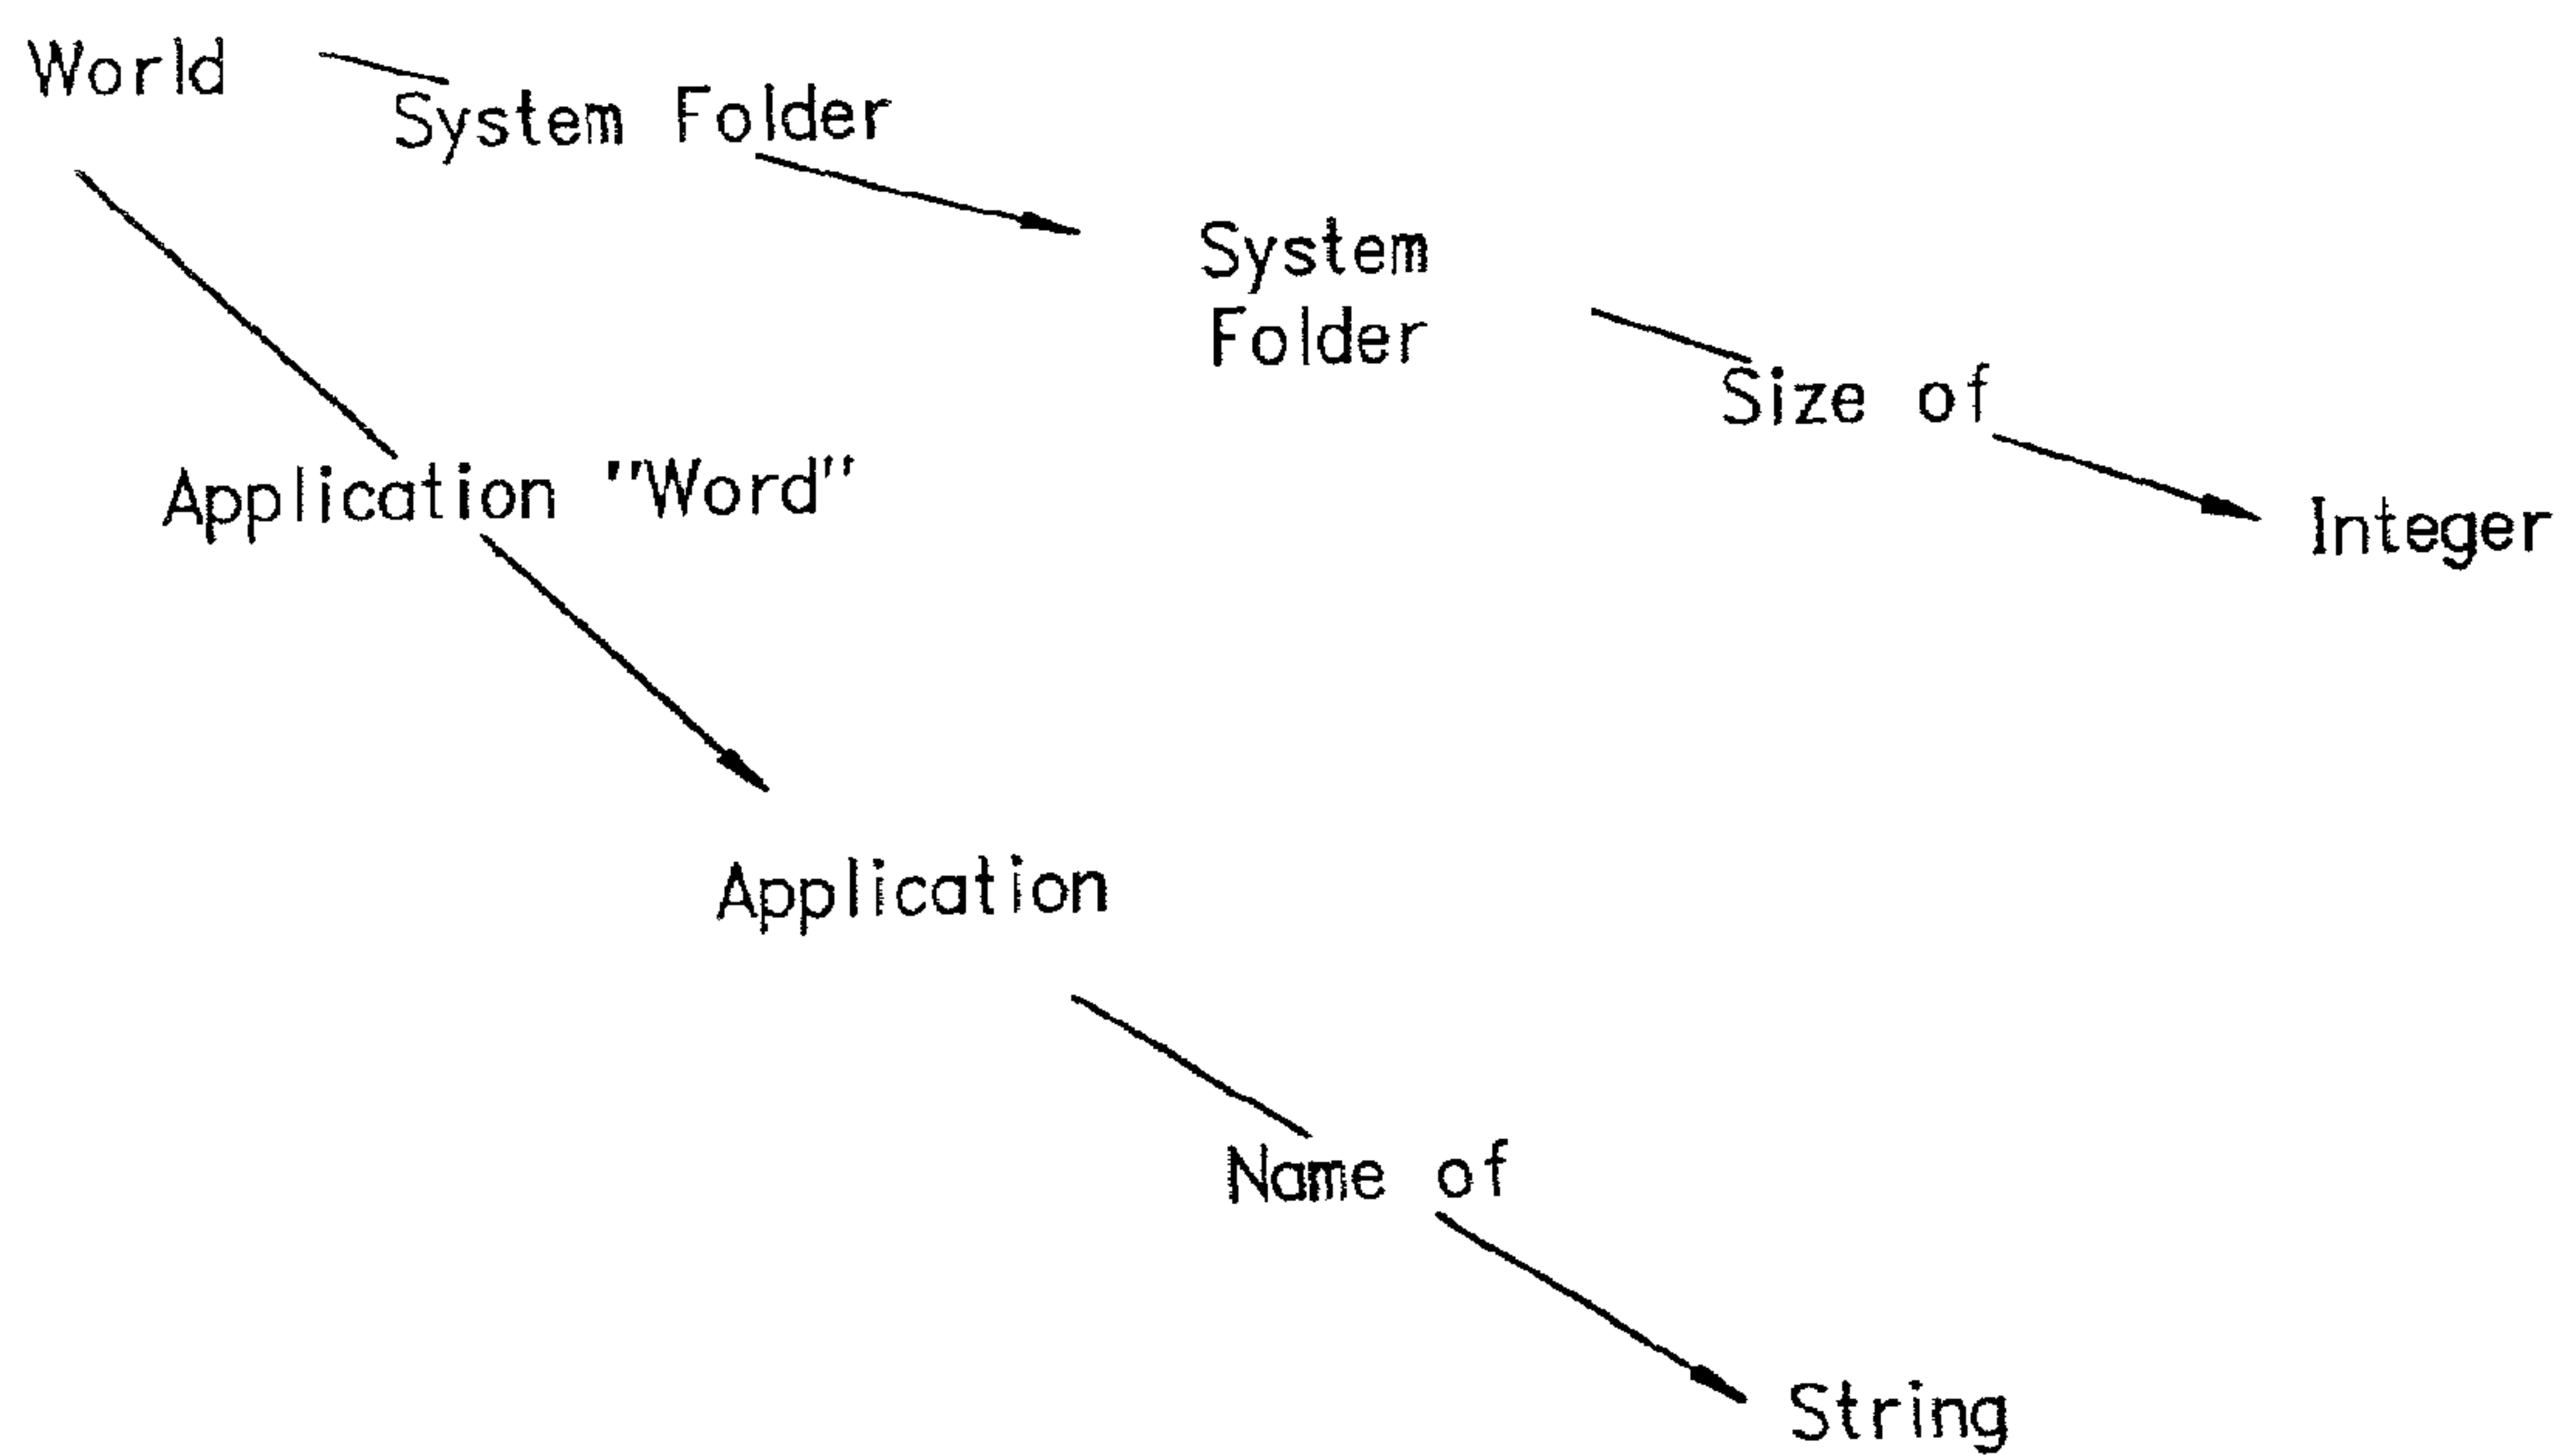 World
System Folder
System
Folder
Size of
Integer
Application "Word"
Application
Name of
String